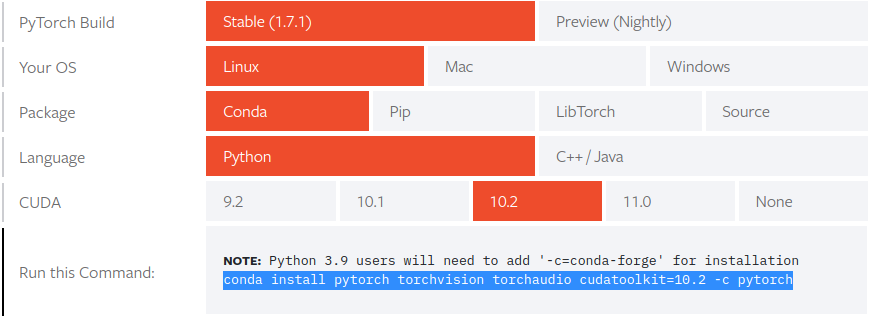 PyTorch Build Stable (1.7.1) Preview (Nightly)
Your OS Linux Mac Windows
Package Conda Pip LibTorch Source
Language Python C++ / Java
CUDA 9.2 10.1 10.2 11.0 None
NOTE: Python 3.9 users will need to add '-c=conda-forge' for installation
Run this Command: conda install pytorch torchvision torchaudio cudatoolkit=10.2 -c pytorch